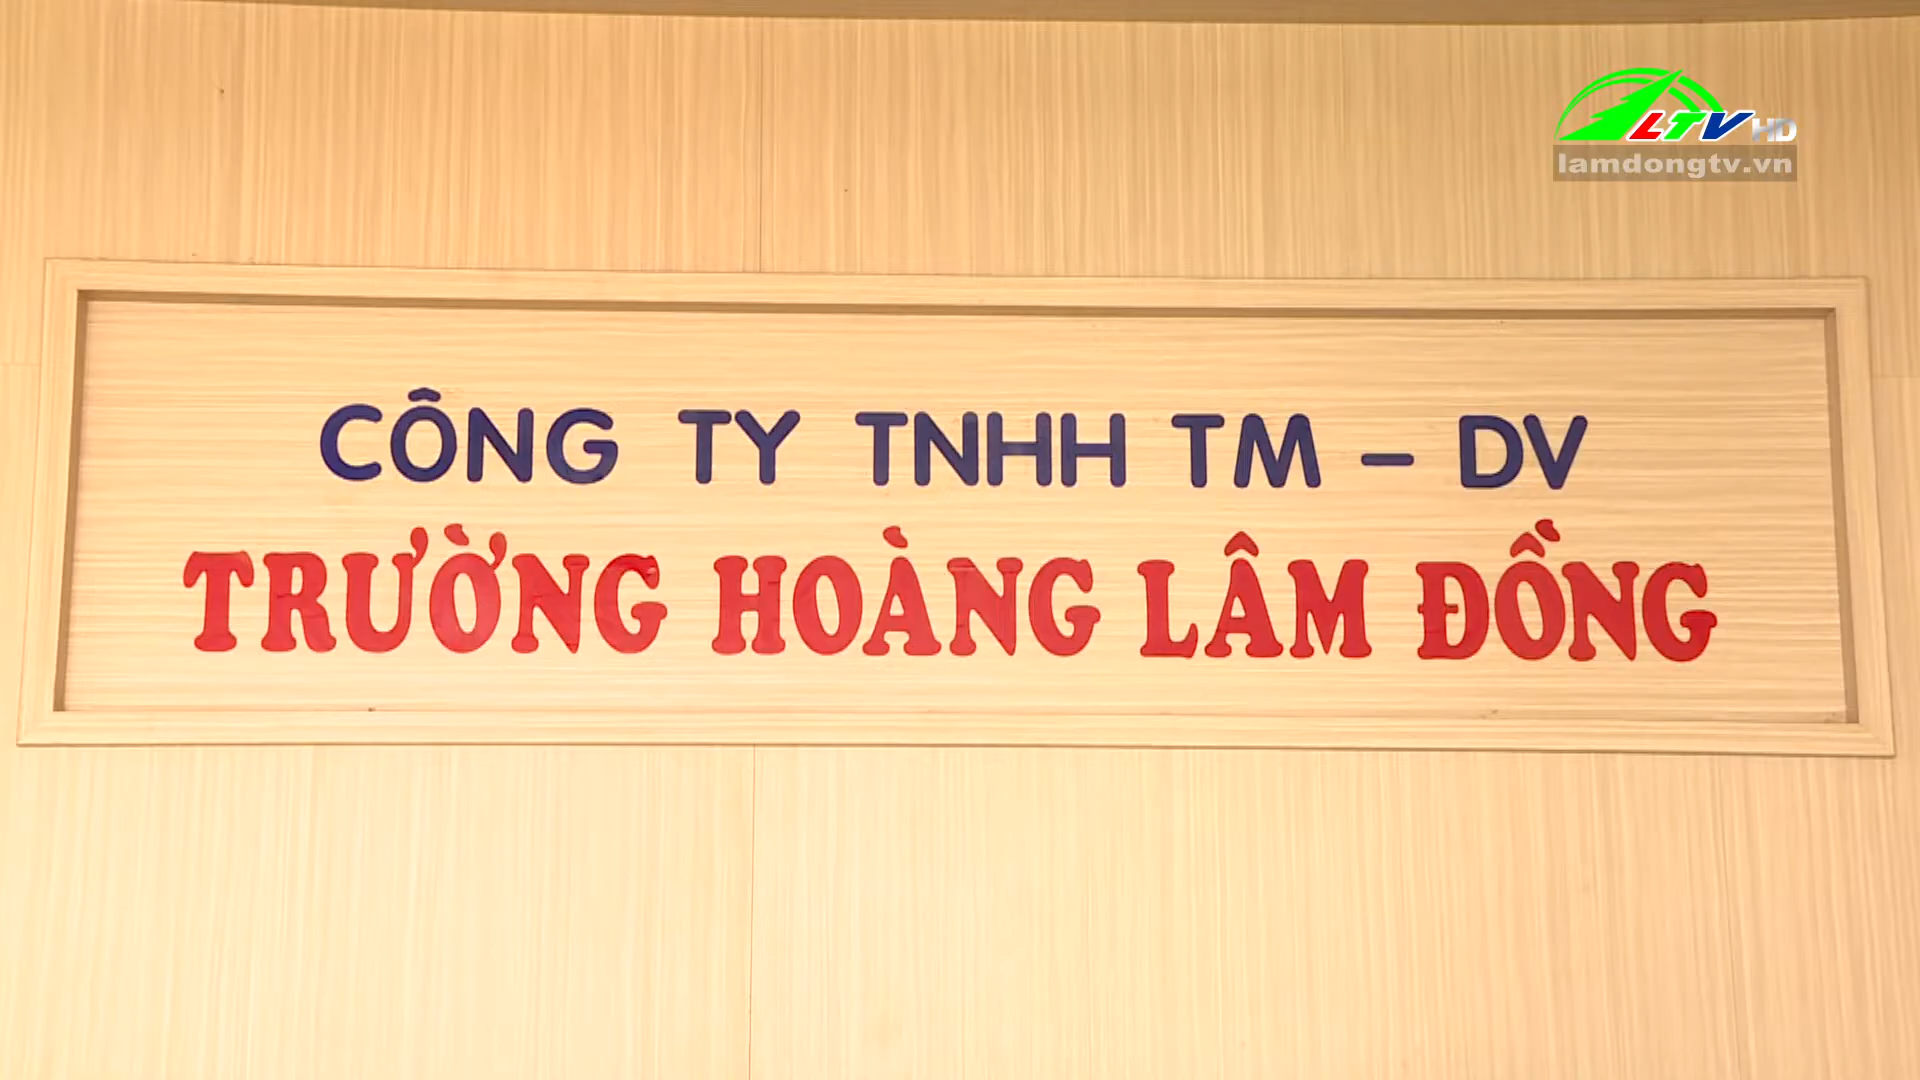 LTV HD
lamdongtv.vn
CÔNG TY TNHH TM – DV
TRƯỜNG HOÀNG LÂM ĐỒNG